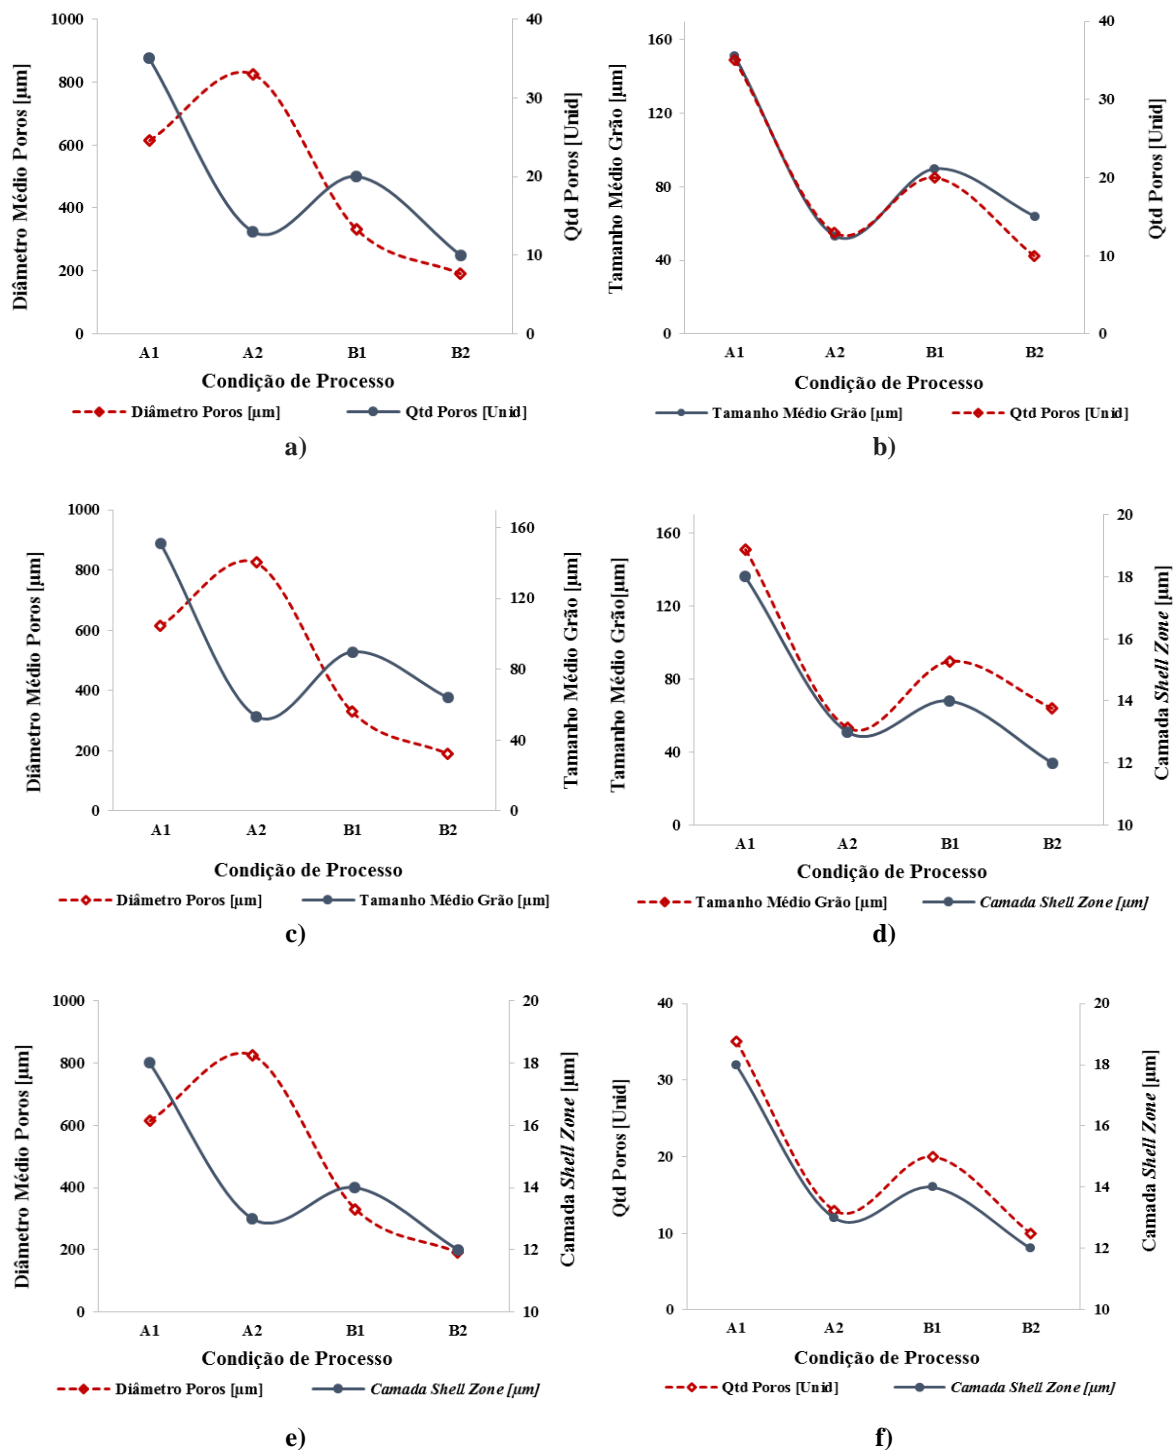 1000
800
600
400
200
0
Diâmetro Médio Poros [µm]
40
30
20
10
0
Qtd Poros [Unid]
A1 A2 B1 B2
Condição de Processo
Diâmetro Poros [µm] Qtd Poros [Unid]
a)
160
120
80
40
0
Tamanho Médio Grão [µm]
40
30
20
10
0
Qtd Poros [Unid]
A1 A2 B1 B2
Condição de Processo
Tamanho Médio Grão [µm] Qtd Poros [Unid]
b)
1000
800
600
400
200
0
Diâmetro Médio Poros [µm]
160
120
80
40
0
Tamanho Médio Grão [µm]
A1 A2 B1 B2
Condição de Processo
Diâmetro Poros [µm] Tamanho Médio Grão [µm]
c)
160
120
80
40
0
Tamanho Médio Grão[µm]
20
18
16
14
12
10
Camada Shell Zone [µm]
A1 A2 B1 B2
Condição de Processo
Tamanho Médio Grão [µm] Camada Shell Zone [µm]
d)
1000
800
600
400
200
0
Diâmetro Médio Poros [µm]
20
18
16
14
12
10
Camada Shell Zone [µm]
A1 A2 B1 B2
Condição de Processo
Diâmetro Poros [µm] Camada Shell Zone [µm]
e)
40
30
20
10
0
Qtd Poros [Unid]
20
18
16
14
12
10
Camada Shell Zone [µm]
A1 A2 B1 B2
Condição de Processo
Qtd Poros [Unid] Camada Shell Zone [µm]
f)